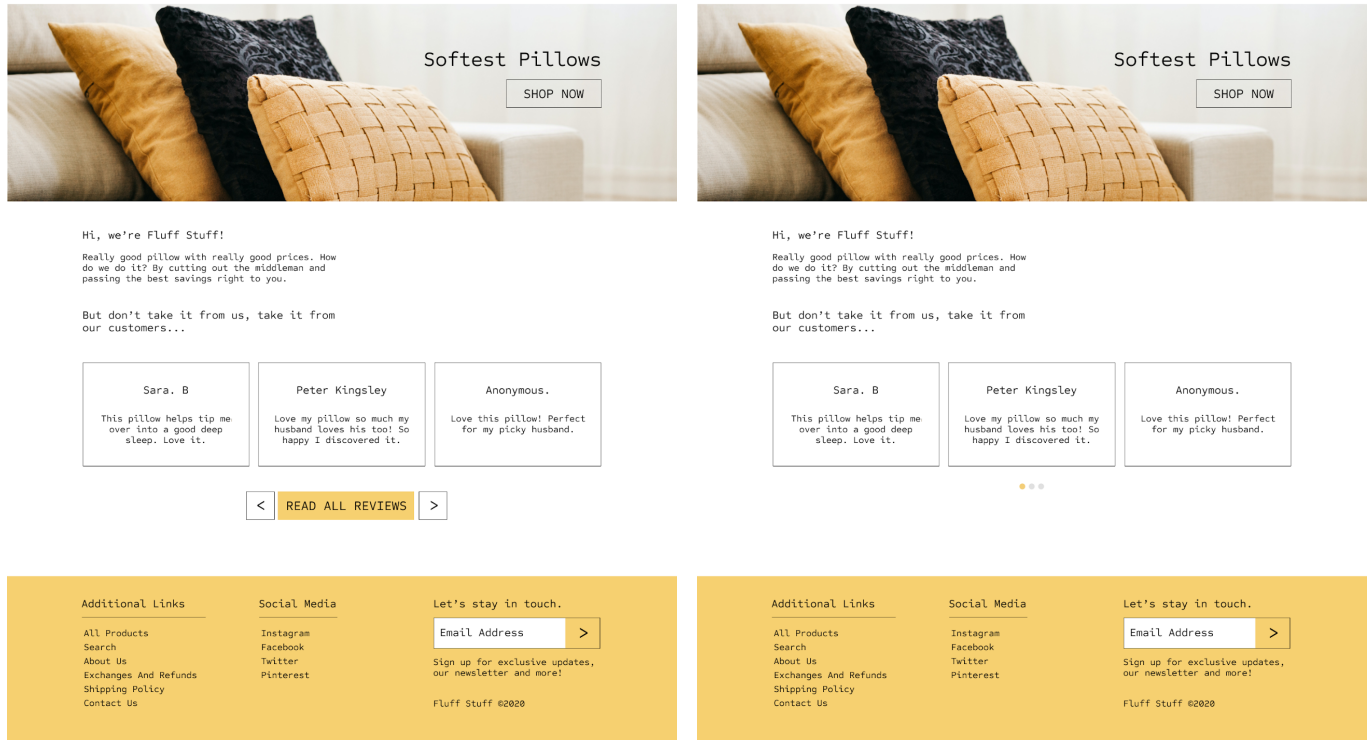 Softest Pillows
SHOP NOW
Hi, we’re Fluff Stuff!
Really good pillow with really good prices. How
do we do it? By cutting out the middleman and
passing the best savings right to you.
But don’t take it from us, take it from
our customers...
Sara. B
This pillow helps tip me
over into a good deep
sleep. Love it.
Peter Kingsley
Love my pillow so much my
husband loves his too! So
happy I discovered it.
Anonymous.
Love this pillow! Perfect
for my picky husband.
< READ ALL REVIEWS >
Additional Links
All Products
Search
About Us
Exchanges And Refunds
Shipping Policy
Contact Us
Social Media
Instagram
Facebook
Twitter
Pinterest
Let’s stay in touch.
Email Address >
Sign up for exclusive updates,
our newsletter and more!
Fluff Stuff ©2020
Softest Pillows
SHOP NOW
Hi, we’re Fluff Stuff!
Really good pillow with really good prices. How
do we do it? By cutting out the middleman and
passing the best savings right to you.
But don’t take it from us, take it from
our customers...
Sara. B
This pillow helps tip me
over into a good deep
sleep. Love it.
Peter Kingsley
Love my pillow so much my
husband loves his too! So
happy I discovered it.
Anonymous.
Love this pillow! Perfect
for my picky husband.
Additional Links
All Products
Search
About Us
Exchanges And Refunds
Shipping Policy
Contact Us
Social Media
Instagram
Facebook
Twitter
Pinterest
Let’s stay in touch.
Email Address >
Sign up for exclusive updates,
our newsletter and more!
Fluff Stuff ©2020